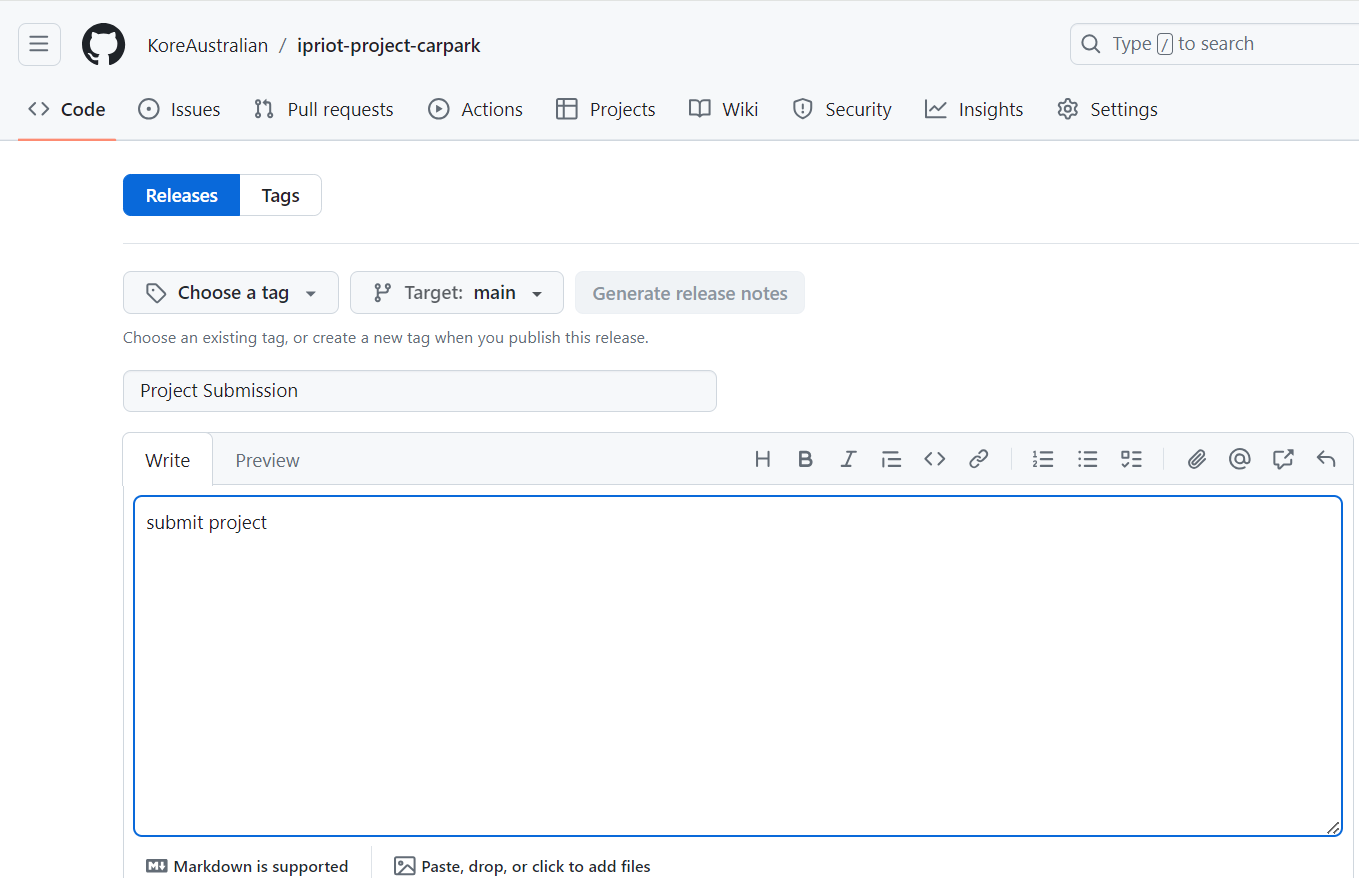 KoreAustralian / ipriot-project-carpark
Type / to search
Code Issues Pull requests Actions Projects Wiki Security Insights Settings
Releases Tags
Choose a tag Target: main Generate release notes
Choose an existing tag, or create a new tag when you publish this release.
Project Submission
Write Preview
submit project
Markdown is supported Paste, drop, or click to add files